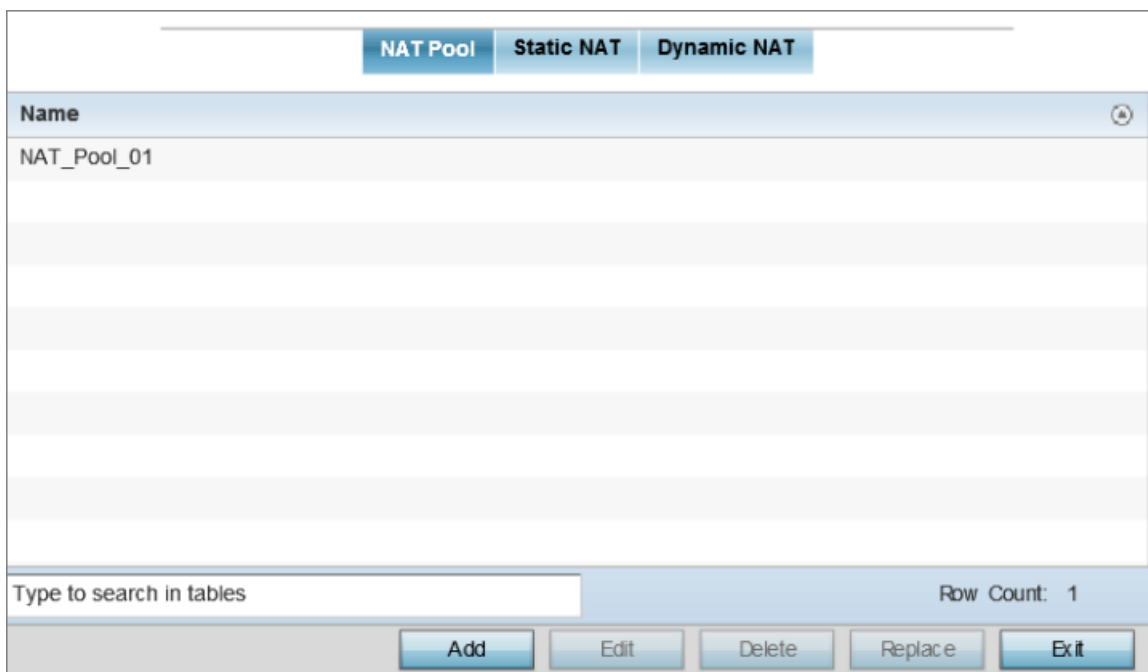 NAT Pool Static NAT Dynamic NAT
Name
NAT_Pool_01
Type to search in tables Row Count: 1
Add Edit Delete Replace Exit